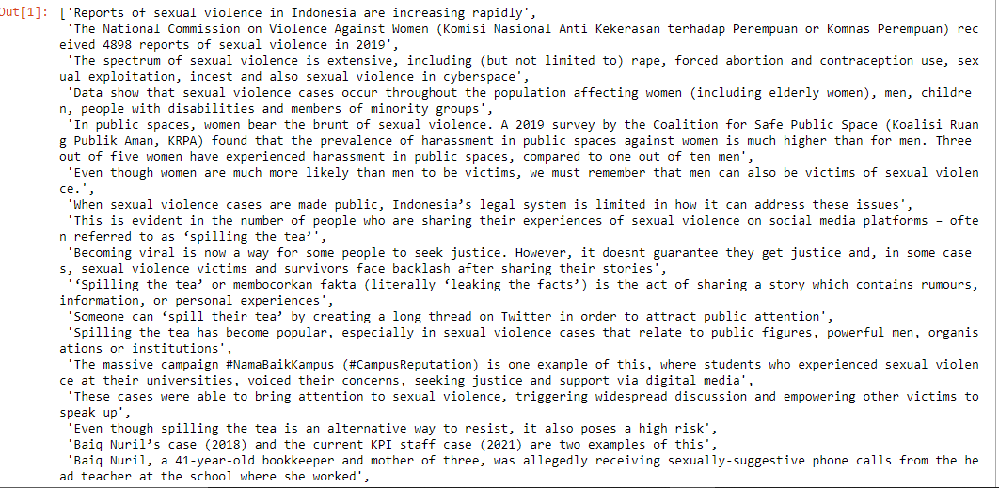 Out[1]: ['Reports of sexual violence in Indonesia are increasing rapidly',
'The National Commission on Violence Against Women (Komisi Nasional Anti Kekerasan terhadap Perempuan or Komnas Perempuan) rec
eived 4898 reports of sexual violence in 2019',
'The spectrum of sexual violence is extensive, including (but not limited to) rape, forced abortion and contraception use, sex
ual exploitation, incest and also sexual violence in cyberspace',
'Data show that sexual violence cases occur throughout the population affecting women (including elderly women), men, childre
n, people with disabilities and members of minority groups',
'In public spaces, women bear the brunt of sexual violence. A 2019 survey by the Coalition for Safe Public Space (Koalisi Ruan
g Publik Aman, KRPA) found that the prevalence of harassment in public spaces against women is much higher than for men. Three
out of five women have experienced harassment in public spaces, compared to one out of ten men',
'Even though women are much more likely than men to be victims, we must remember that men can also be victims of sexual violen
ce.',
'When sexual violence cases are made public, Indonesia’s legal system is limited in how it can address these issues',
'This is evident in the number of people who are sharing their experiences of sexual violence on social media platforms – ofte
n referred to as ‘spilling the tea’',
'Becoming viral is now a way for some people to seek justice. However, it doesnt guarantee they get justice and, in some case
s, sexual violence victims and survivors face backlash after sharing their stories',
'‘Spilling the tea’ or membocorkan fakta (literally ‘leaking the facts’) is the act of sharing a story which contains rumours,
information, or personal experiences',
'Someone can ‘spill their tea’ by creating a long thread on Twitter in order to attract public attention',
'Spilling the tea has become popular, especially in sexual violence cases that relate to public figures, powerful men, organis
ations or institutions',
'The massive campaign #NamaBaikKampus (#CampusReputation) is one example of this, where students who experienced sexual violen
ce at their universities, voiced their concerns, seeking justice and support via digital media',
'These cases were able to bring attention to sexual violence, triggering widespread discussion and empowering other victims to
speak up',
'Even though spilling the tea is an alternative way to resist, it also poses a high risk',
'Baiq Nuril’s case (2018) and the current KPI staff case (2021) are two examples of this',
'Baiq Nuril, a 41-year-old bookkeeper and mother of three, was allegedly receiving sexually-suggestive phone calls from the he
ad teacher at the school where she worked',